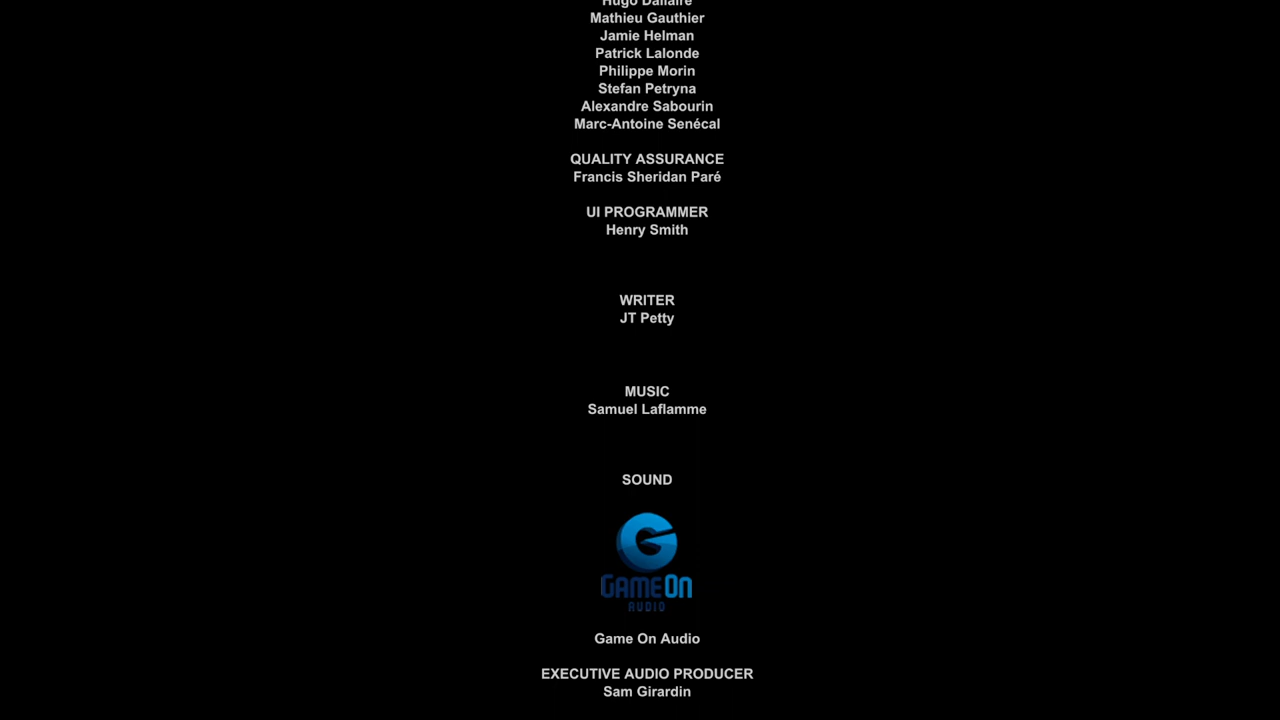 Hugo Dallaire
Mathieu Gauthier
Jamie Helman
Patrick Lalonde
Philippe Morin
Stefan Petryna
Alexandre Sabourin
Marc-Antoine Senécal
QUALITY ASSURANCE
Francis Sheridan Paré
UI PROGRAMMER
Henry Smith
WRITER
JT Petty
MUSIC
Samuel Laflamme
SOUND
GAMEON
AUDIO
Game On Audio
EXECUTIVE AUDIO PRODUCER
Sam Girardin